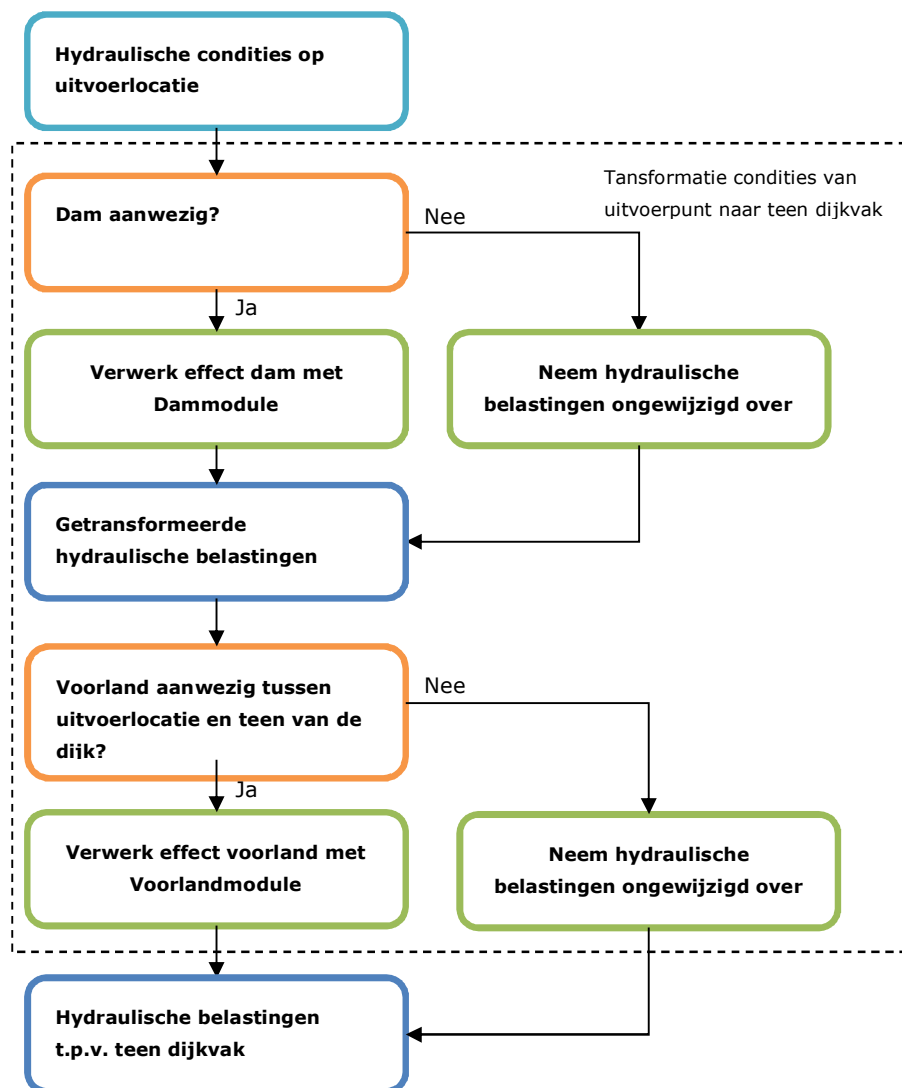 Hydraulische condities op
uitvoerlocatie
Tansformatie condities van
uitvoerpunt naar teen dijkvak
Dam aanwezig?
Nee
Ja
Verwerk effect dam met
Dammodule
Neem hydraulische
belastingen ongewijzigd over
Getransformeerde
hydraulische belastingen
Voorland aanwezig tussen
uitvoerlocatie en teen van de
dijk?
Nee
Ja
Verwerk effect voorland met
Voorlandmodule
Neem hydraulische
belastingen ongewijzigd over
Hydraulische belastingen
t.p.v. teen dijkvak